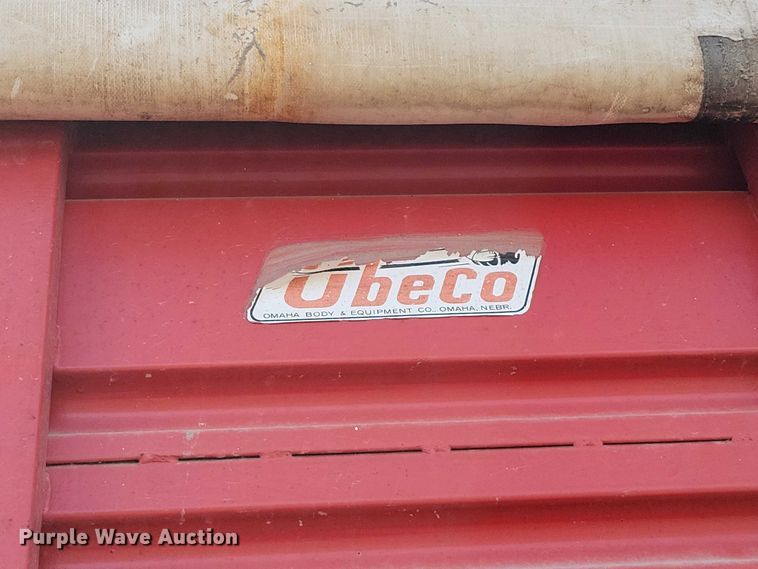 ObeCo
OMAHA BODY & EQUIPMENT CO., OMAHA, NEBR.
Purple Wave Auction